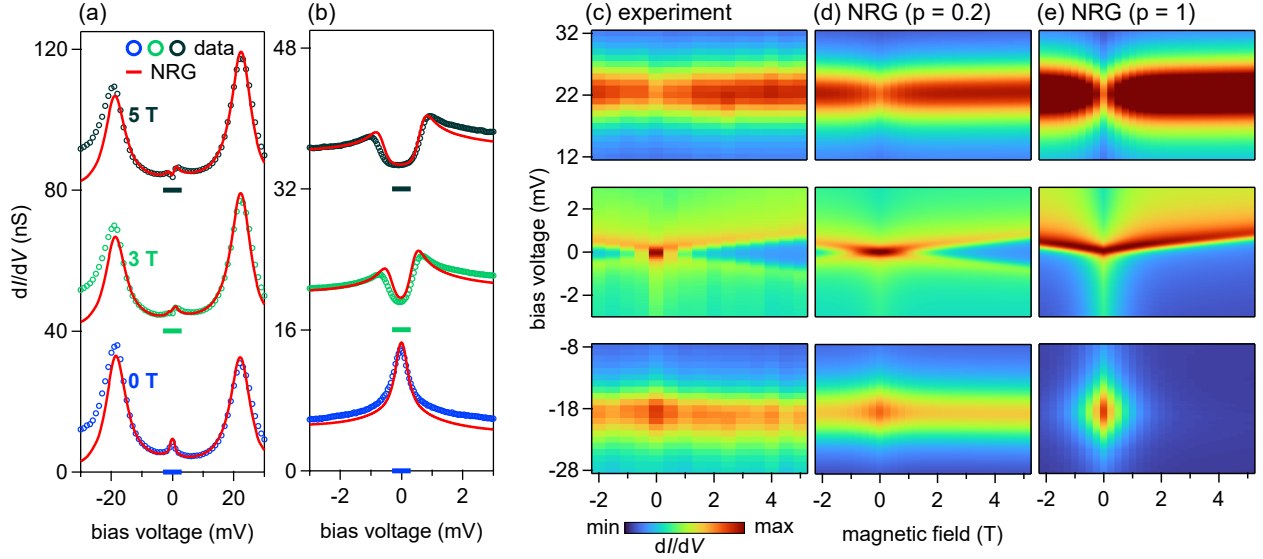 (a)
(b)
(c) experiment
(d) NRG (p = 0.2)
(e) NRG (p = 1)
data
NRG
5 T
3 T
0 T
120
80
40
0
dI/dV (nS)
-20
0
20
bias voltage (mV)
48
32
16
0
-2
0
2
bias voltage (mV)
32
22
12
2
0
-2
-8
-18
-28
bias voltage (mV)
-2
0
2
4
-2
0
2
4
-2
0
2
4
min
max
dI/dV
magnetic field (T)